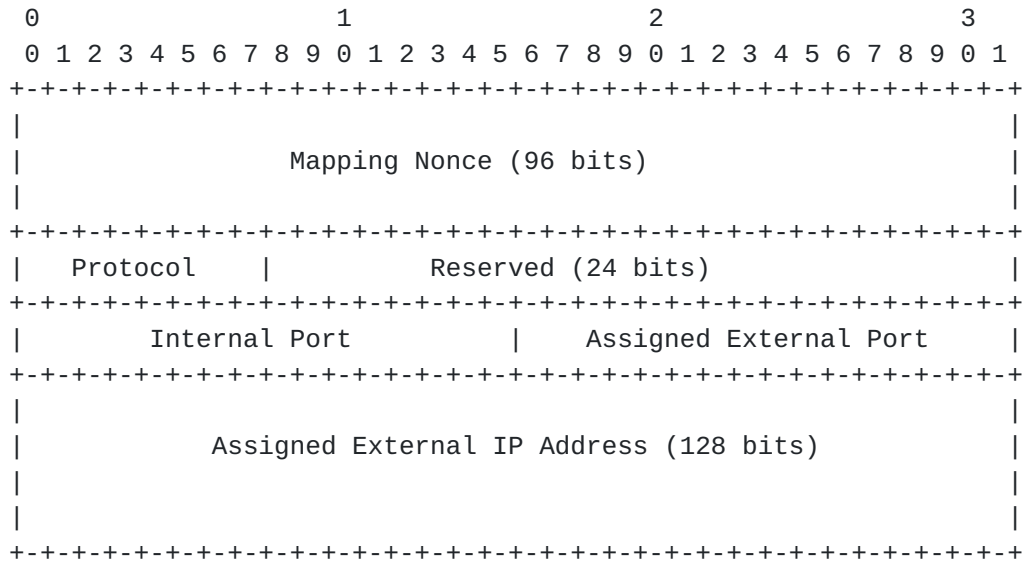 0                   1                   2                   3
 0 1 2 3 4 5 6 7 8 9 0 1 2 3 4 5 6 7 8 9 0 1 2 3 4 5 6 7 8 9 0 1
+-+-+-+-+-+-+-+-+-+-+-+-+-+-+-+-+-+-+-+-+-+-+-+-+-+-+-+-+-+-+-+-+
|                                                               |
|                 Mapping Nonce (96 bits)                       |
|                                                               |
+-+-+-+-+-+-+-+-+-+-+-+-+-+-+-+-+-+-+-+-+-+-+-+-+-+-+-+-+-+-+-+-+
|   Protocol    |          Reserved (24 bits)                   |
+-+-+-+-+-+-+-+-+-+-+-+-+-+-+-+-+-+-+-+-+-+-+-+-+-+-+-+-+-+-+-+-+
|        Internal Port          |    Assigned External Port     |
+-+-+-+-+-+-+-+-+-+-+-+-+-+-+-+-+-+-+-+-+-+-+-+-+-+-+-+-+-+-+-+-+
|                                                               |
|            Assigned External IP Address (128 bits)            |
|                                                               |
|                                                               |
+-+-+-+-+-+-+-+-+-+-+-+-+-+-+-+-+-+-+-+-+-+-+-+-+-+-+-+-+-+-+-+-+